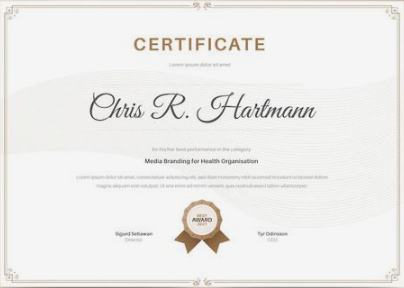 CERTIFICATE
Lorem ipsum dolor sit amet
Chris R. Hartmann
for his/her best performance in the category
Media Branding for Health Organisation
Lorem ipsum dolor sit amet, consectetuer adipiscing elit, sed diam nonummy nibh euismod tincidunt ut laoreet dolore
magna aliquam erat volutpat. Ut wisi enim ad minim veniam, quis nostrud exerci tation ullamcorper.
BEST
AWARD
2021
Sigurd Setiawan
Director
Tyr Odinsson
CEO